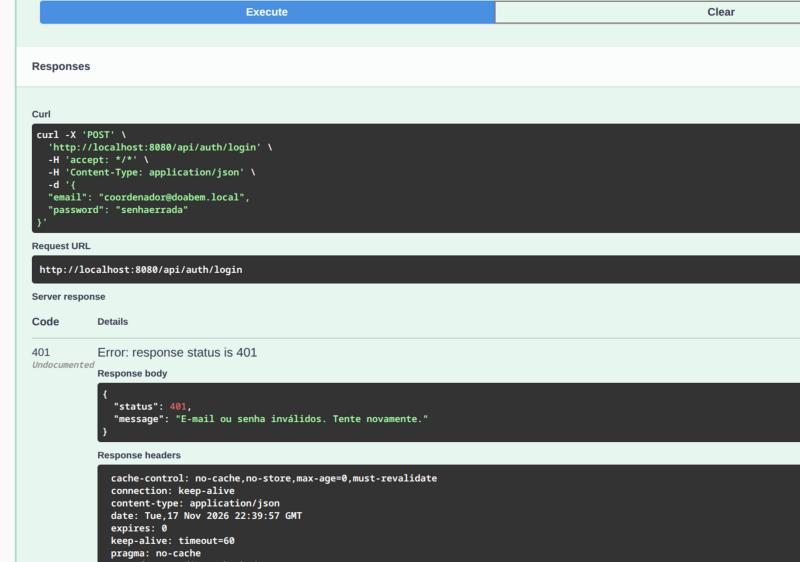 Execute
Clear
Responses
Curl
curl -X 'POST' \
  'http://localhost:8080/api/auth/login' \
  -H 'accept: */*' \
  -H 'Content-Type: application/json' \
  -d '{
  "email": "coordenador@doabem.local",
  "password": "senhaerrada"
}'
Request URL
http://localhost:8080/api/auth/login
Server response
Code Details
401 Error: response status is 401
Undocumented
Response body
{
  "status": 401,
  "message": "E-mail ou senha inválidos. Tente novamente."
}
Response headers
cache-control: no-cache,no-store,max-age=0,must-revalidate
connection: keep-alive
content-type: application/json
date: Tue,17 Nov 2026 22:39:57 GMT
expires: 0
keep-alive: timeout=60
pragma: no-cache